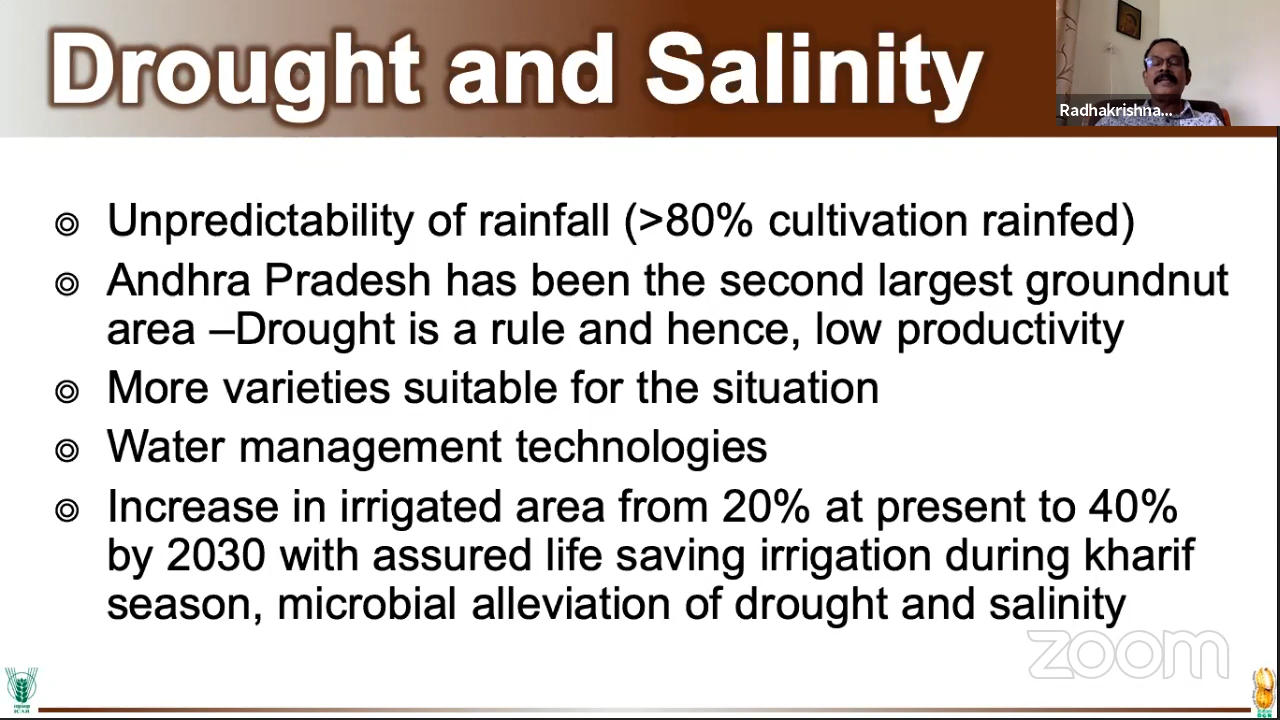 Drought and Salinity
Radhakrishna...
◎ Unpredictability of rainfall (>80% cultivation rainfed)
◎ Andhra Pradesh has been the second largest groundnut
area –Drought is a rule and hence, low productivity
◎ More varieties suitable for the situation
◎ Water management technologies
◎ Increase in irrigated area from 20% at present to 40%
by 2030 with assured life saving irrigation during kharif
season, microbial alleviation of drought and salinity
zoom
ICAR